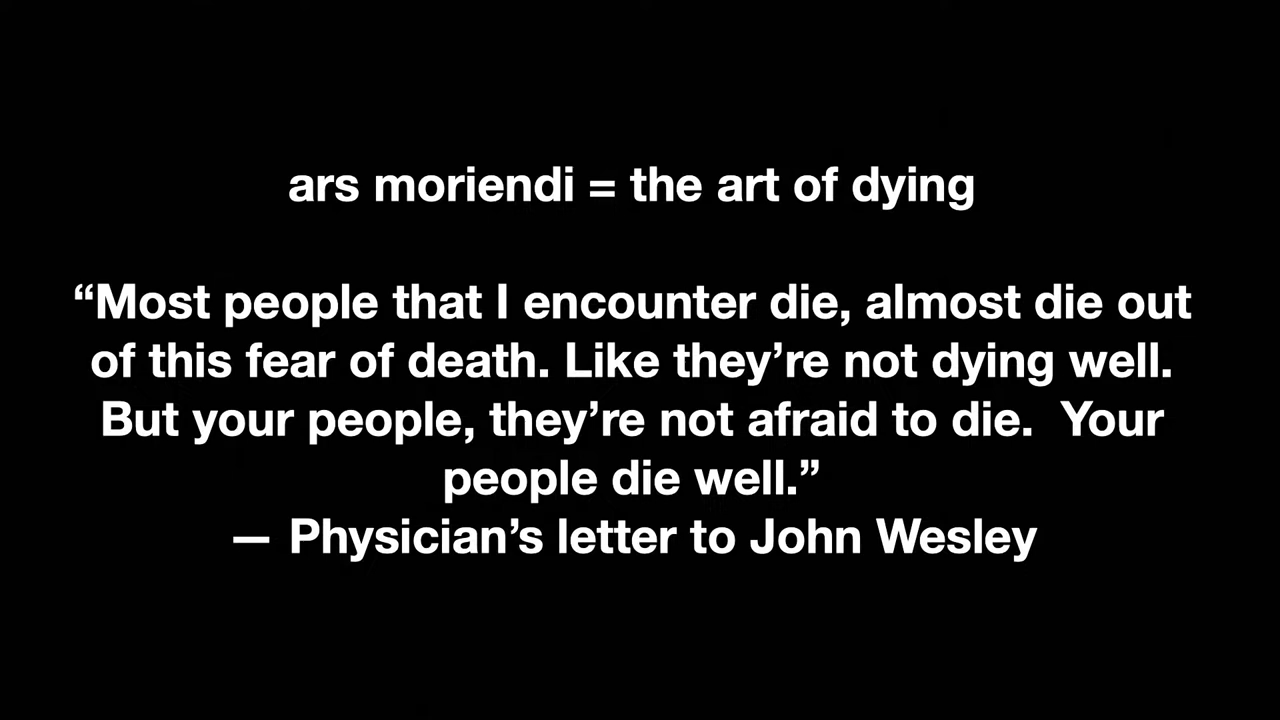 ars moriendi = the art of dying
“Most people that I encounter die, almost die out
of this fear of death. Like they’re not dying well.
But your people, they’re not afraid to die.  Your
people die well.”
— Physician’s letter to John Wesley